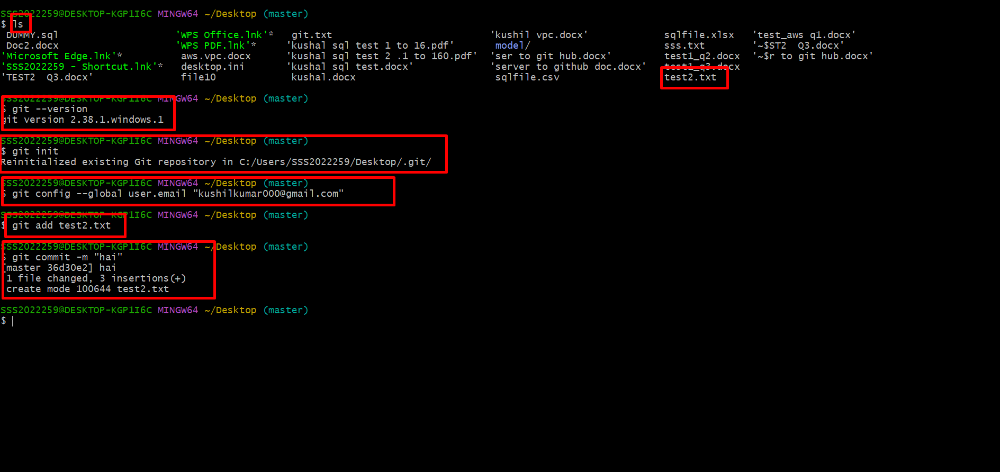 SSS2022259@DESKTOP-KGP1I6C MINGW64 ~/Desktop (master)
$ ls
DUMMY.sql 'WPS Office.lnk'* git.txt 'kushil vpc.docx' sqlfile.xlsx 'test_aws q1.docx'
Doc2.docx 'WPS PDF.lnk'* 'kushal sql test 1 to 16.pdf' model/ sss.txt '~$ST2  Q3.docx'
'Microsoft Edge.lnk'* aws.vpc.docx 'kushal sql test 2 .1 to 160.pdf' 'ser to git hub.docx' test1_q2.docx '~$r to git hub.docx'
'SSS2022259 - Shortcut.lnk'* desktop.ini 'kushal sql test.docx' 'server to github doc.docx' test1_q3.docx
'TEST2  Q3.docx' file10 kushal.docx sqlfile.csv test2.txt
SSS2022259@DESKTOP-KGP1I6C MINGW64 ~/Desktop (master)
$ git --version
git version 2.38.1.windows.1
SSS2022259@DESKTOP-KGP1I6C MINGW64 ~/Desktop (master)
$ git init
Reinitialized existing Git repository in C:/Users/SSS2022259/Desktop/.git/
SSS2022259@DESKTOP-KGP1I6C MINGW64 ~/Desktop (master)
$ git config --global user.email "kushilkumar000@gmail.com"
SSS2022259@DESKTOP-KGP1I6C MINGW64 ~/Desktop (master)
$ git add test2.txt
SSS2022259@DESKTOP-KGP1I6C MINGW64 ~/Desktop (master)
$ git commit -m "hai"
[master 36d30e2] hai
1 file changed, 3 insertions(+)
create mode 100644 test2.txt
SSS2022259@DESKTOP-KGP1I6C MINGW64 ~/Desktop (master)
$